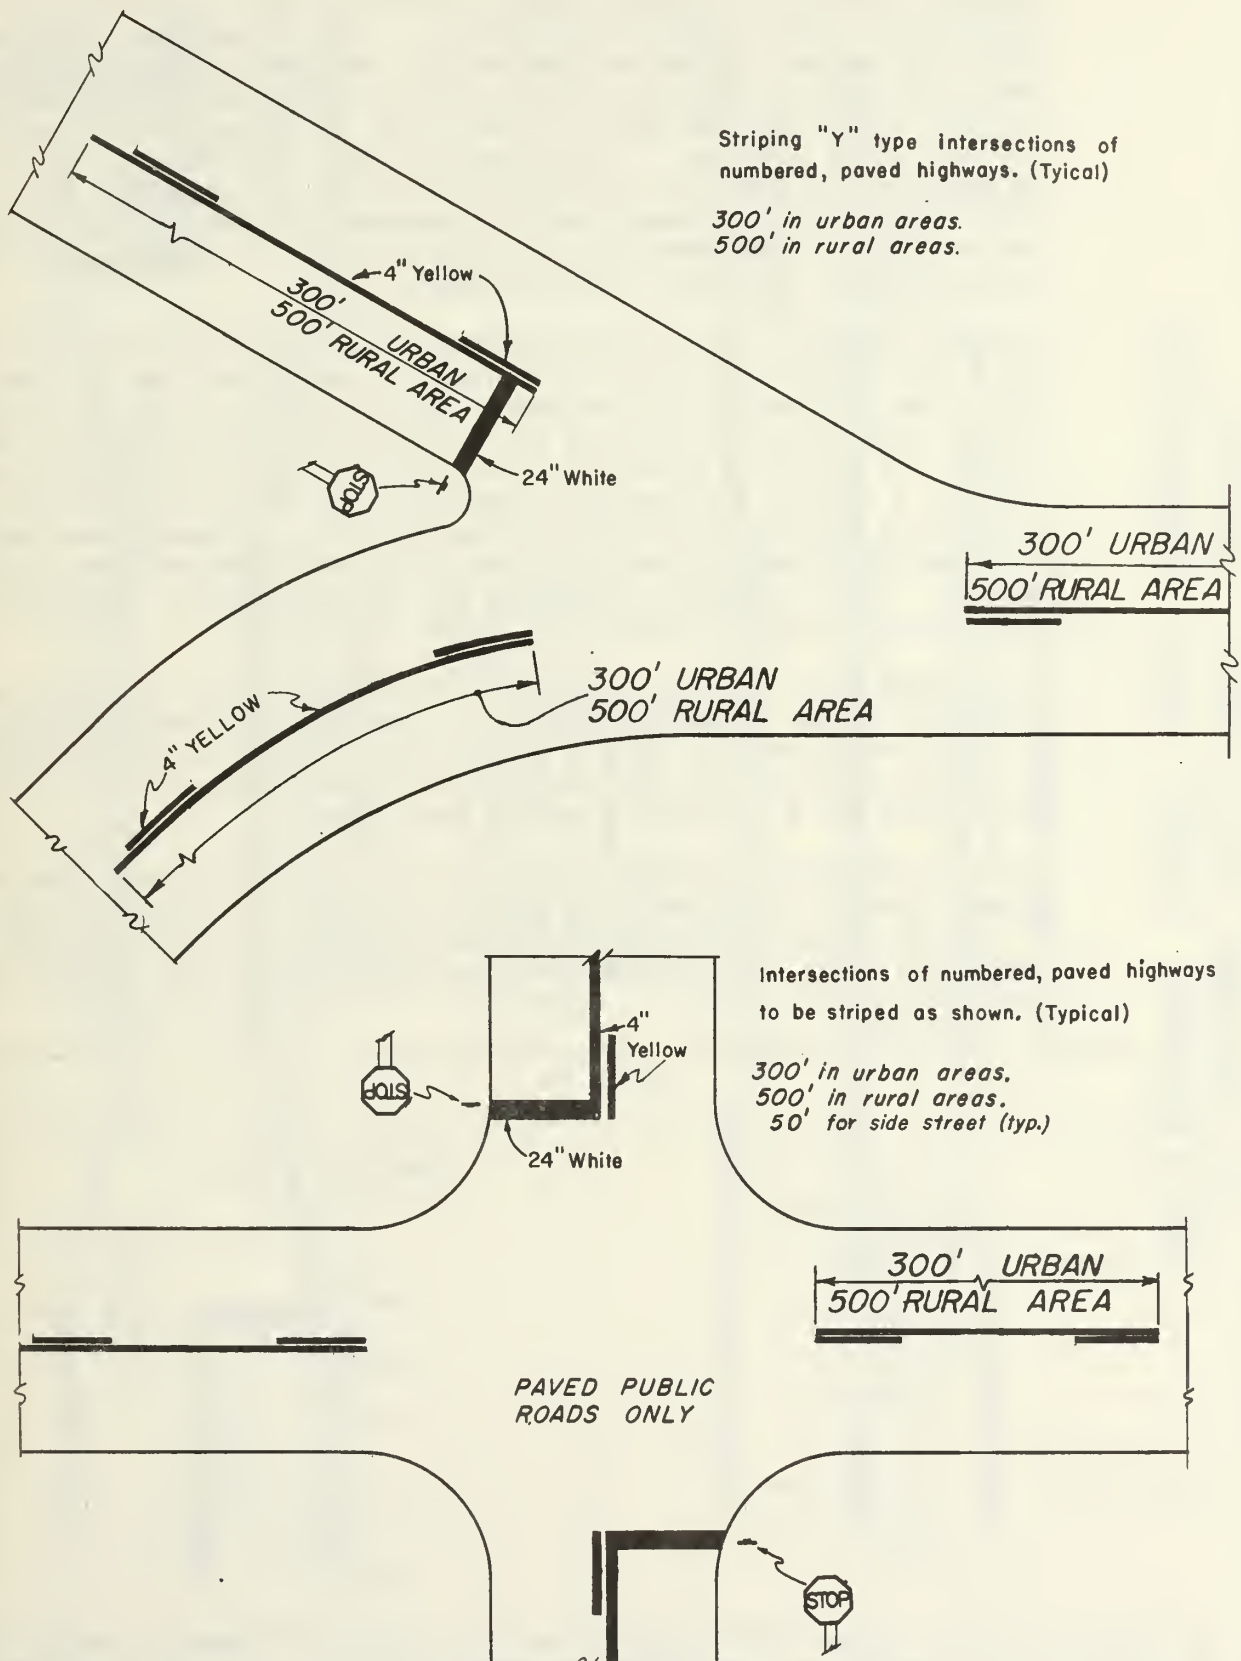 Striping "Y" type intersections of
numbered, paved highways. (Tyical)
300' in urban areas.
500' in rural areas.
4" Yellow
300' URBAN
500' RURAL AREA
24" White
STOP
300' URBAN
500' RURAL AREA
300' URBAN
500' RURAL AREA
4" YELLOW
Intersections of numbered, paved highways
to be striped as shown. (Typical)
4"
Yellow
300' in urban areas.
500' in rural areas.
50' for side street (typ.)
STOP
24" White
300' URBAN
500' RURAL AREA
PAVED PUBLIC
ROADS ONLY
STOP